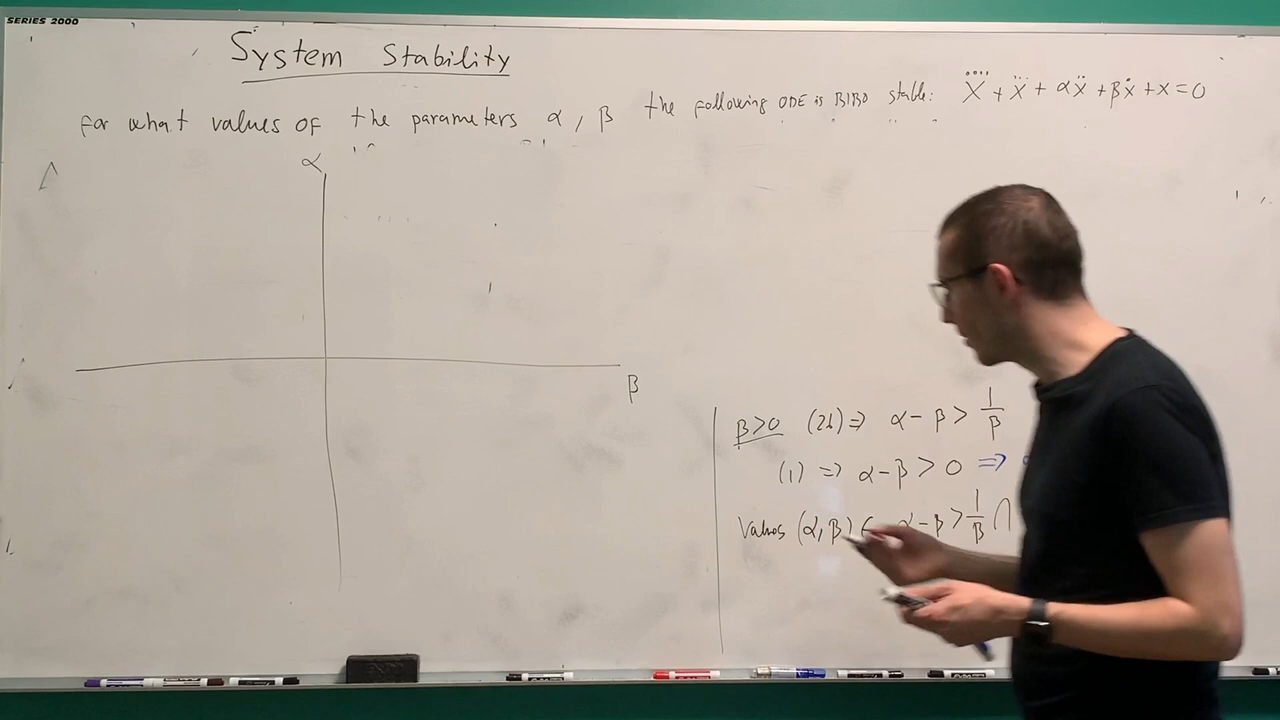 SERIES 2000
System Stability
for what values of the parameters α, β the following ODE is BIBO stable: ẍ̈ + ẍ̇ + αẍ + βẋ + x = 0
α
β
β>0 (2b) ⇒ α - β > 1/β
(1) ⇒ α - β > 0 ⇒
Values (α, β) ∈ α - β > 1/β ∩